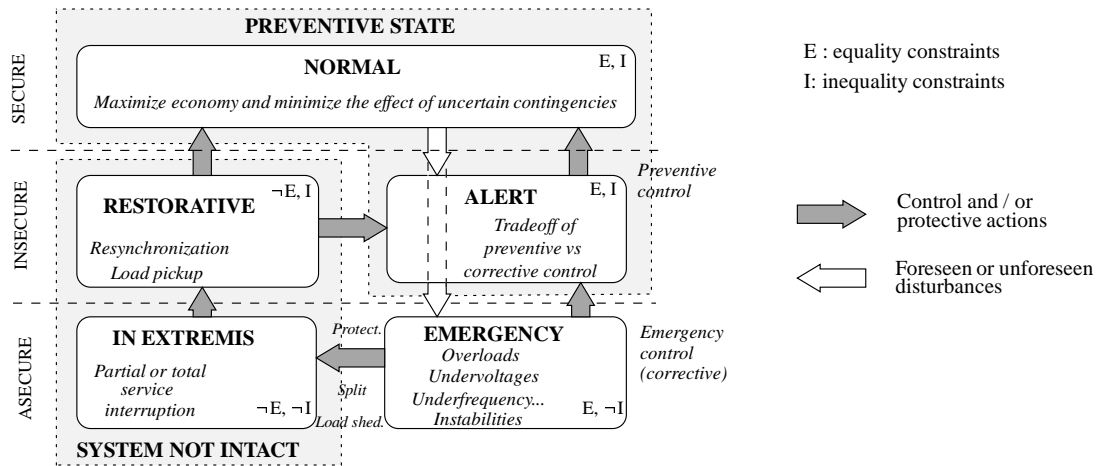 PREVENTIVE STATE
SECURE
NORMAL
E, I
Maximize economy and minimize the effect of uncertain contingencies
E : equality constraints
I: inequality constraints
INSECURE
RESTORATIVE
¬E, I
Resynchronization
Load pickup
ALERT
E, I
Tradeoff of
preventive vs
corrective control
Preventive
control
Control and / or
protective actions
Foreseen or unforeseen
disturbances
ASECURE
IN EXTREMIS
Partial or total
service
interruption
¬E, ¬I
Protect.
Split
Load shed.
EMERGENCY
Overloads
Undervoltages
Underfrequency...
Instabilities
E, ¬I
Emergency
control
(corrective)
SYSTEM NOT INTACT